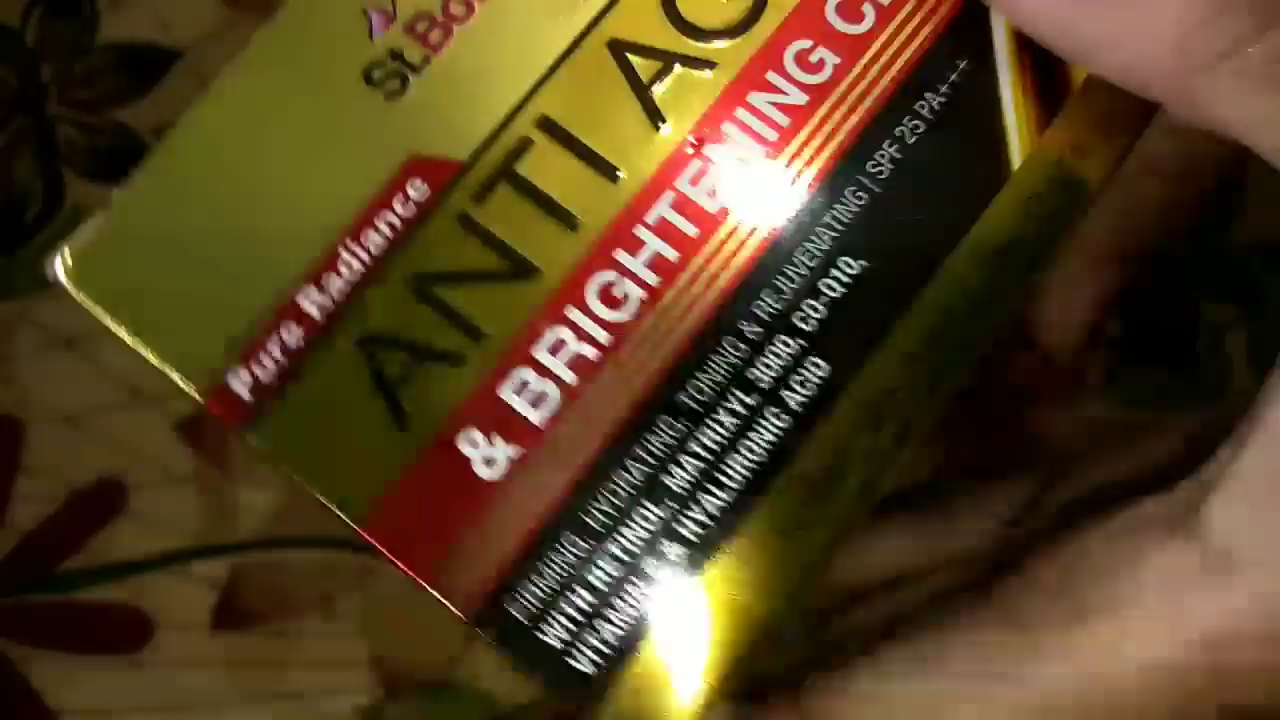 St.Bo
Pure Radiance
ANTI AG
& BRIGHTENING C
FIRMING, HYDRATING, TONING & REJUVENATING | SPF 25 PA+++
WITH RETINOL, MATRIXYL 3000, CO-Q10,
& HYALURONIC ACID